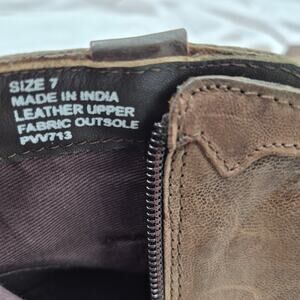 SIZE 7
MADE IN INDIA
LEATHER UPPER
FABRIC OUTSOLE
PVV713